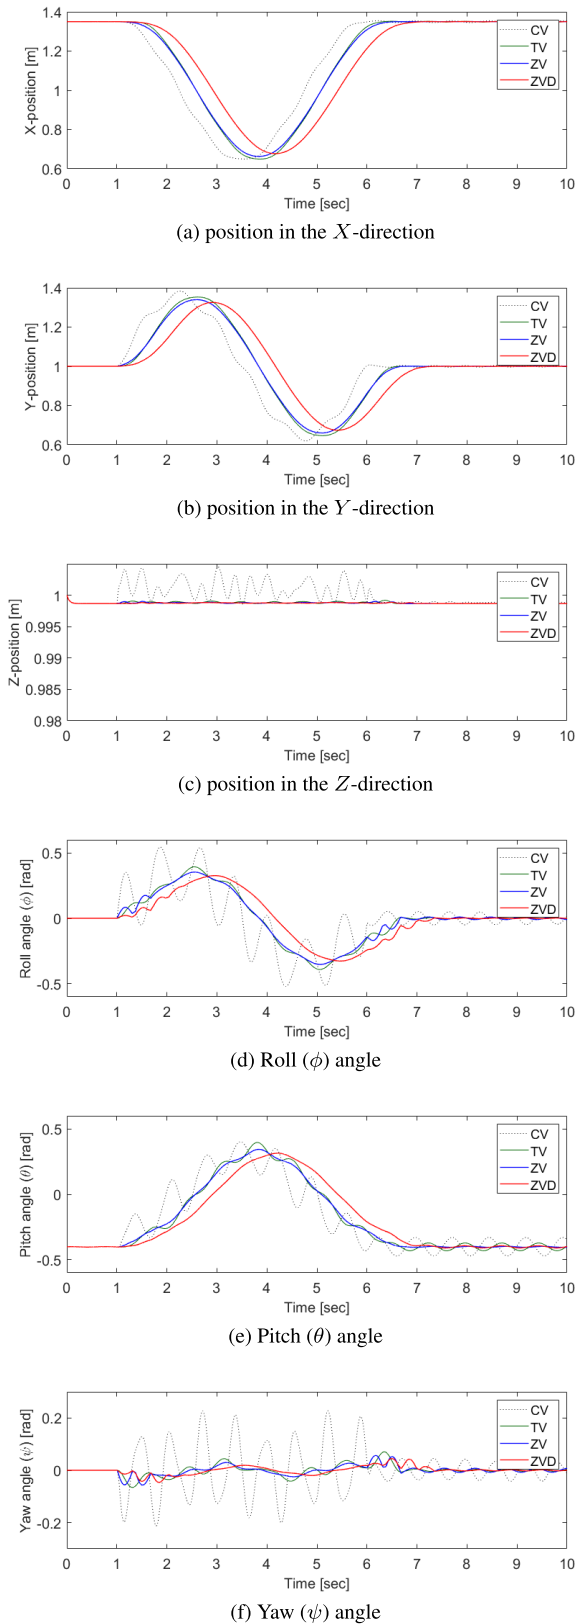 1.4
1.2
1
0.8
0.6
X-position [m]
CV
TV
ZV
ZVD
0 1 2 3 4 5 6 7 8 9 10
Time [sec]
(a) position in the X-direction
1.4
1.2
1
0.8
0.6
Y-position [m]
CV
TV
ZV
ZVD
0 1 2 3 4 5 6 7 8 9 10
Time [sec]
(b) position in the Y-direction
1
0.995
0.99
0.985
0.98
Z-position [m]
CV
TV
ZV
ZVD
0 1 2 3 4 5 6 7 8 9 10
Time [sec]
(c) position in the Z-direction
0.5
0
-0.5
Roll angle (ϕ) [rad]
CV
TV
ZV
ZVD
0 1 2 3 4 5 6 7 8 9 10
Time [sec]
(d) Roll (ϕ) angle
0.5
0
-0.5
Pitch angle (θ) [rad]
CV
TV
ZV
ZVD
0 1 2 3 4 5 6 7 8 9 10
Time [sec]
(e) Pitch (θ) angle
0.2
0
-0.2
Yaw angle (ψ) [rad]
CV
TV
ZV
ZVD
0 1 2 3 4 5 6 7 8 9 10
Time [sec]
(f) Yaw (ψ) angle